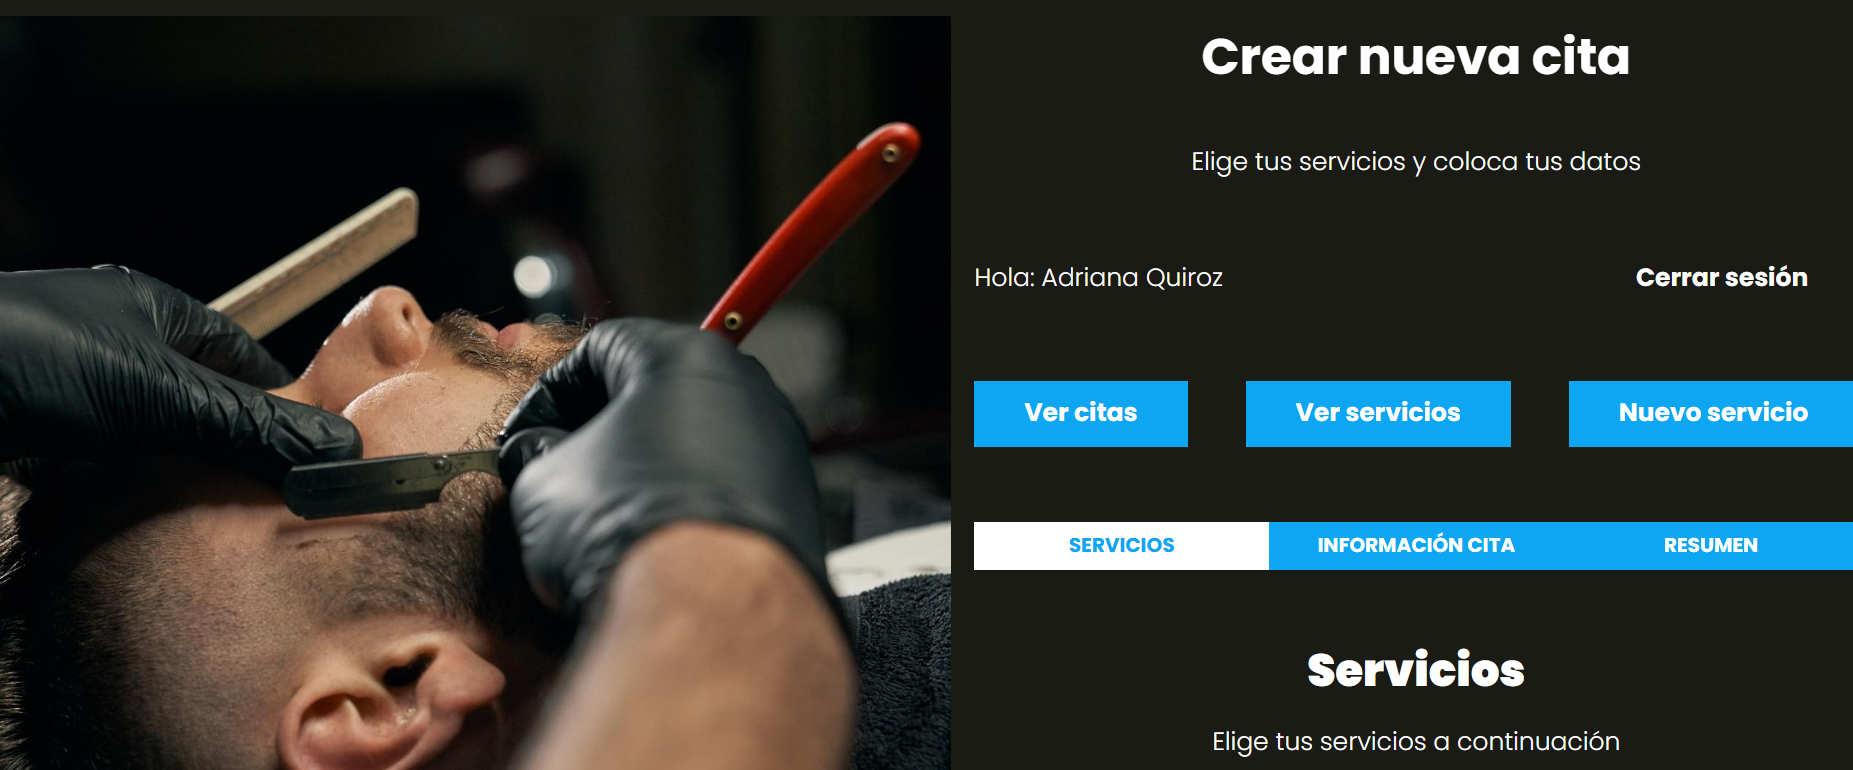 Crear nueva cita
Elige tus servicios y coloca tus datos
Hola: Adriana Quiroz
Cerrar sesión
Ver citas
Ver servicios
Nuevo servicio
SERVICIOS
INFORMACIÓN CITA
RESUMEN
Servicios
Elige tus servicios a continuación